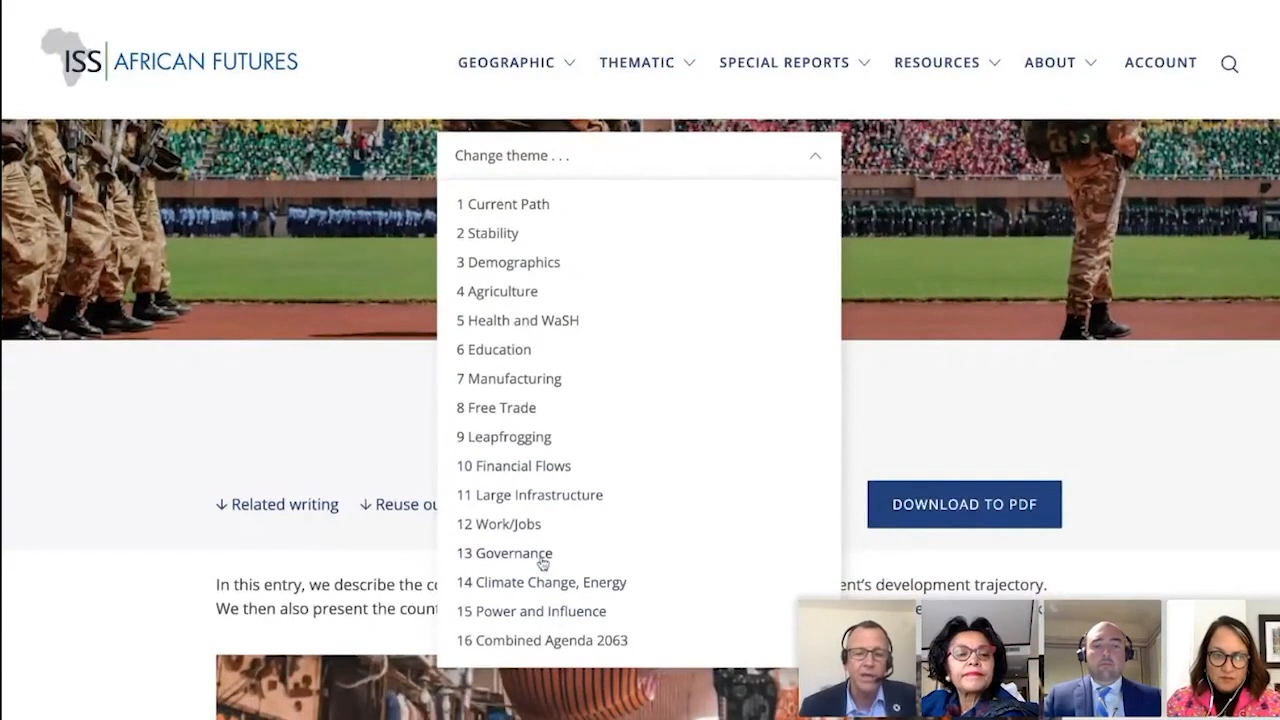 ISS AFRICAN FUTURES
GEOGRAPHIC THEMATIC SPECIAL REPORTS RESOURCES ABOUT ACCOUNT
Change theme . . .
1 Current Path
2 Stability
3 Demographics
4 Agriculture
5 Health and WaSH
6 Education
7 Manufacturing
8 Free Trade
9 Leapfrogging
10 Financial Flows
11 Large Infrastructure
12 Work/Jobs
13 Governance
14 Climate Change, Energy
15 Power and Influence
16 Combined Agenda 2063
↓ Related writing ↓ Reuse
DOWNLOAD TO PDF
In this entry, we describe the development trajectory.
We then also present the